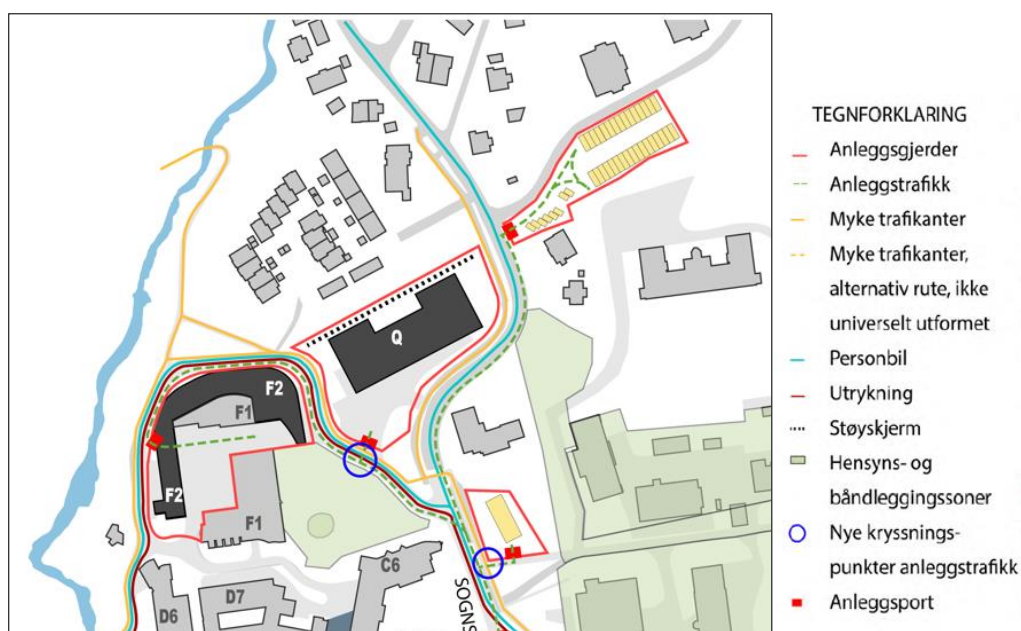 Q
F2
F1
F2
F1
C6
D7
D6
SOGNS
TEGNFORKLARING
Anleggsgjerder
Anleggstrafikk
Myke trafikanter
Myke trafikanter,
alternativ rute, ikke
universelt utformet
Personbil
Utrykning
Støyskjerm
Hensyns- og
båndleggingssoner
Nye kryssnings-
punkter anleggstrafikk
Anleggsport